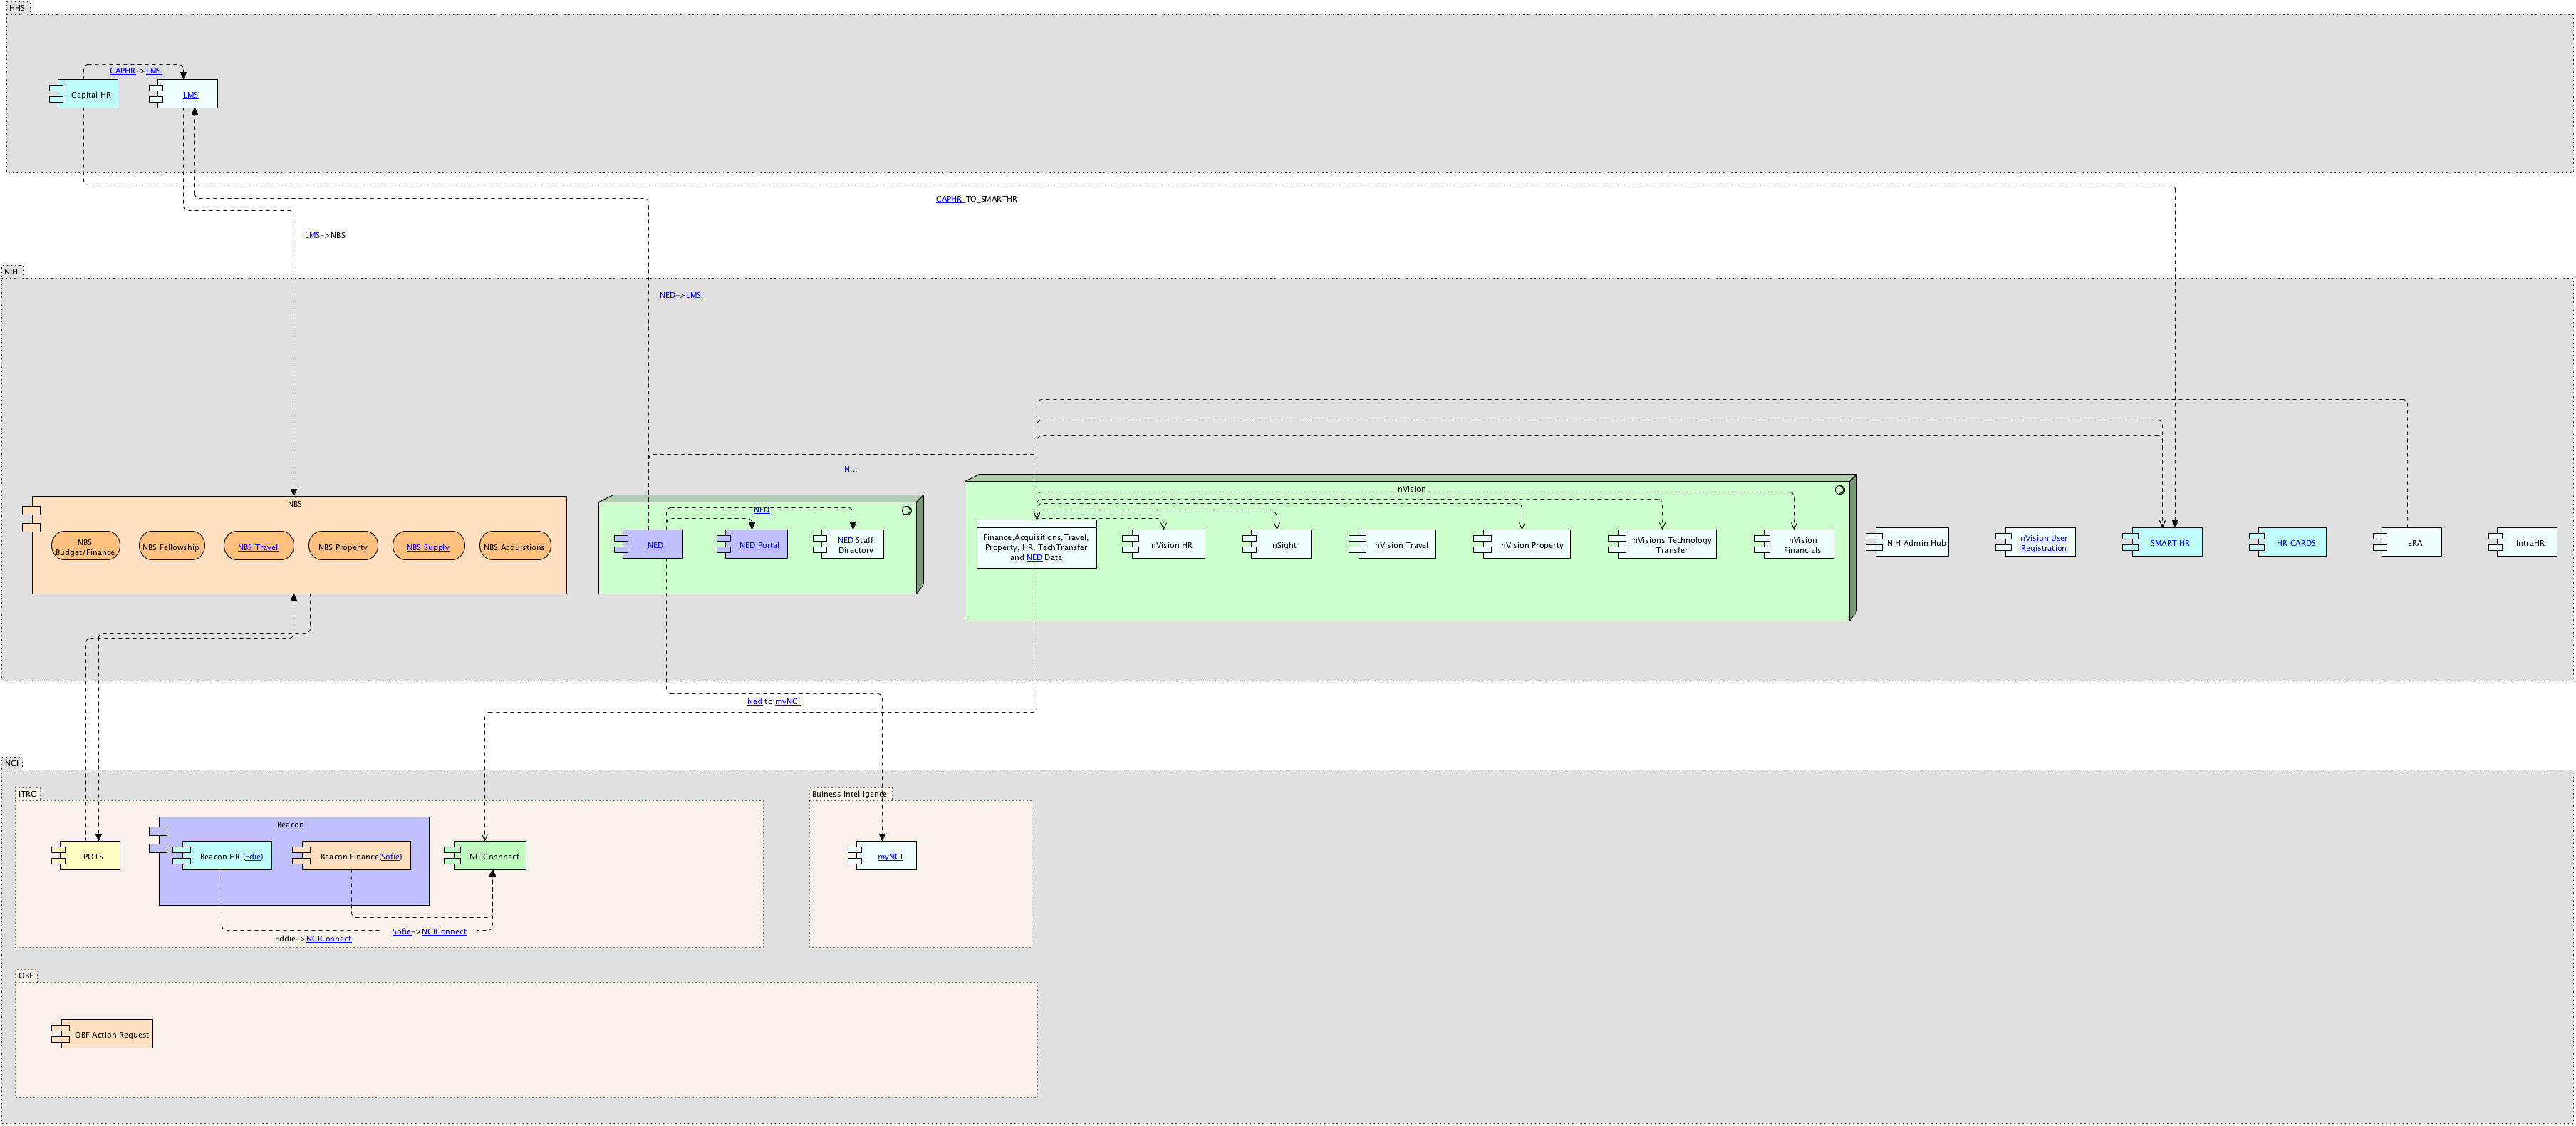 HHS
CAPHR->LMS
Capital HR
LMS
CAPHR_TO_SMARTHR
LMS->NBS
NIH
NED->LMS
N...
NBS
NBS
Budget/Finance
NBS Fellowship
NBS Travel
NBS Property
NBS Supply
NBS Acquistions
NED
NED
NED Portal
NED Staff
Directory
nVision
Finance,Acquisitions,Travel,
Property, HR, TechTransfer
and NED Data
nVision HR
nSight
nVision Travel
nVision Property
nVisions Technology
Transfer
nVision
Financials
NIH Admin Hub
nVision User
Registration
SMART HR
HR CARDS
eRA
IntraHR
Ned to myNCI
NCI
ITRC
Buiness Intelligence
Beacon
POTS
Beacon HR (Edie)
Beacon Finance(Sofie)
NCIConnnect
myNCI
Sofie->NCIConnect
Eddie->NCIConnect
OBF
OBF Action Request